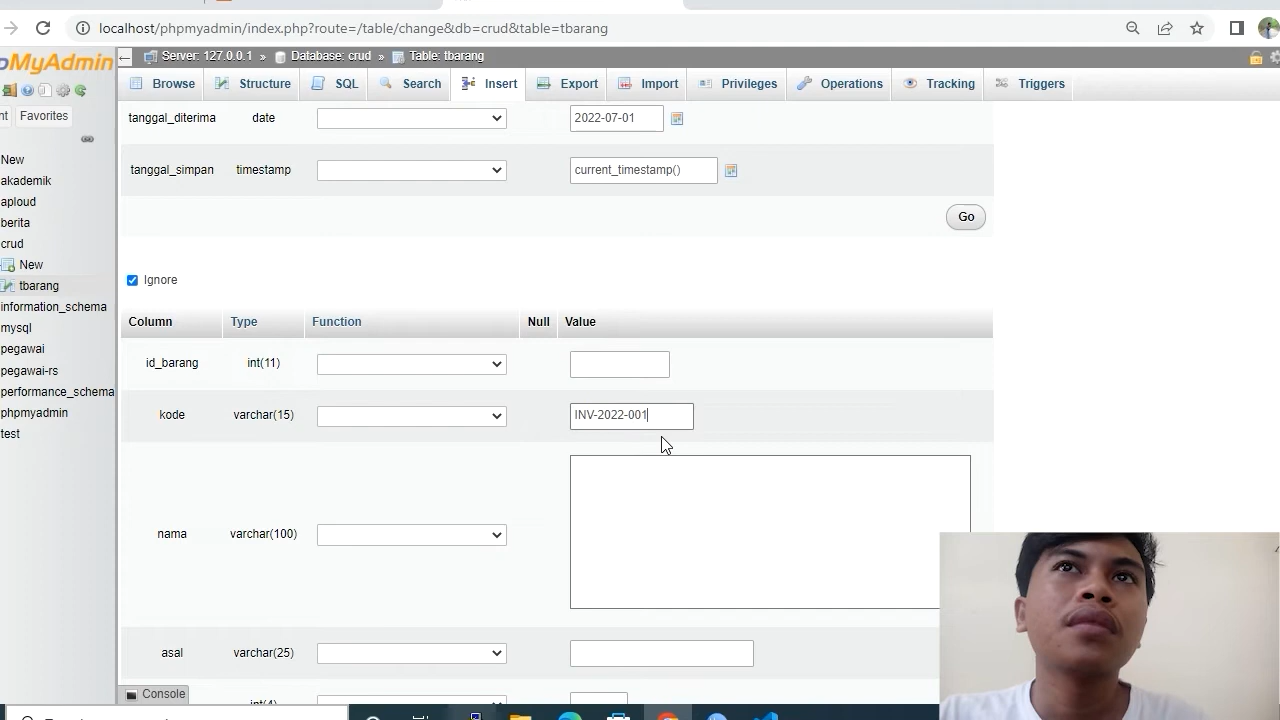 localhost/phpmyadmin/index.php?route=/table/change&db=crud&table=tbarang
pMyAdmin
Server: 127.0.0.1 » Database: crud » Table: tbarang
Browse Structure SQL Search Insert Export Import Privileges Operations Tracking Triggers
Favorites
New
akademik
aploud
berita
crud
New
tbarang
information_schema
mysql
pegawai
pegawai-rs
performance_schema
phpmyadmin
test
tanggal_diterima date 2022-07-01
tanggal_simpan timestamp current_timestamp()
Go
Ignore
Column Type Function Null Value
id_barang int(11)
kode varchar(15) INV-2022-001
nama varchar(100)
asal varchar(25)
int(4)
Console